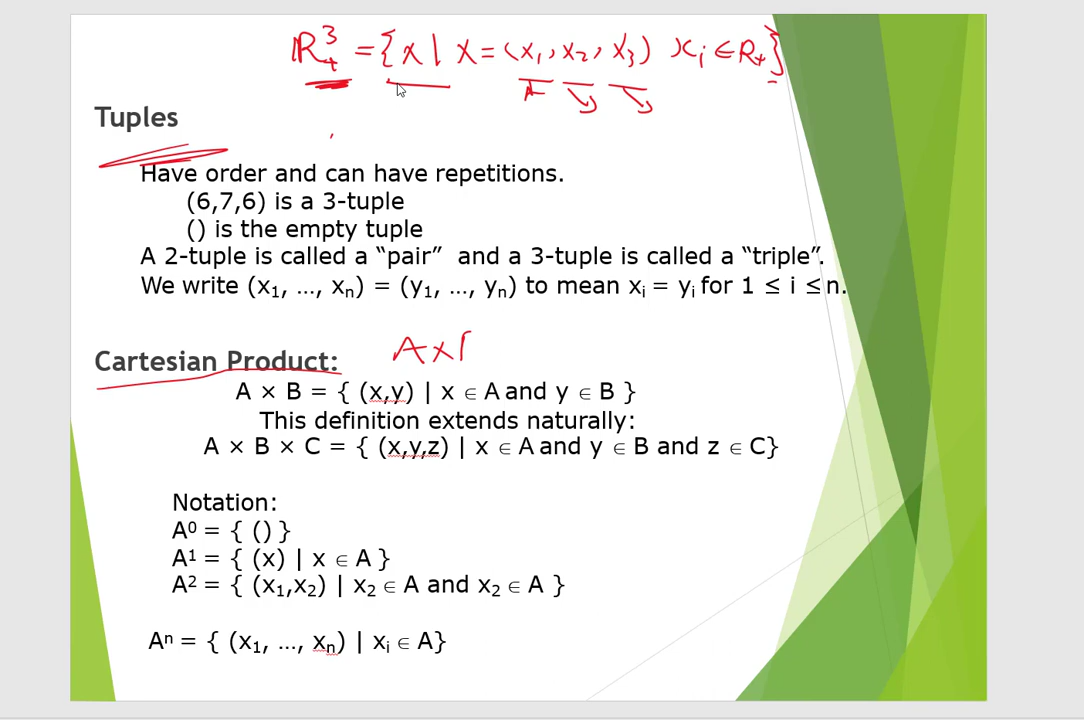 ℝ₊³ = {x | x = (x₁, x₂, x₃) xᵢ ∈ R₊}
Tuples
Have order and can have repetitions.
(6,7,6) is a 3-tuple
() is the empty tuple
A 2-tuple is called a “pair” and a 3-tuple is called a “triple”.
We write (x₁, ..., xₙ) = (y₁, ..., yₙ) to mean xᵢ = yᵢ for 1 ≤ i ≤ n.
A x
Cartesian Product:
A × B = { (x,y) | x ∈ A and y ∈ B }
This definition extends naturally:
A × B × C = { (x,y,z) | x ∈ A and y ∈ B and z ∈ C}
Notation:
A⁰ = { () }
A¹ = { (x) | x ∈ A }
A² = { (x₁,x₂) | x₂ ∈ A and x₂ ∈ A }
Aⁿ = { (x₁, ..., xₙ) | xᵢ ∈ A}